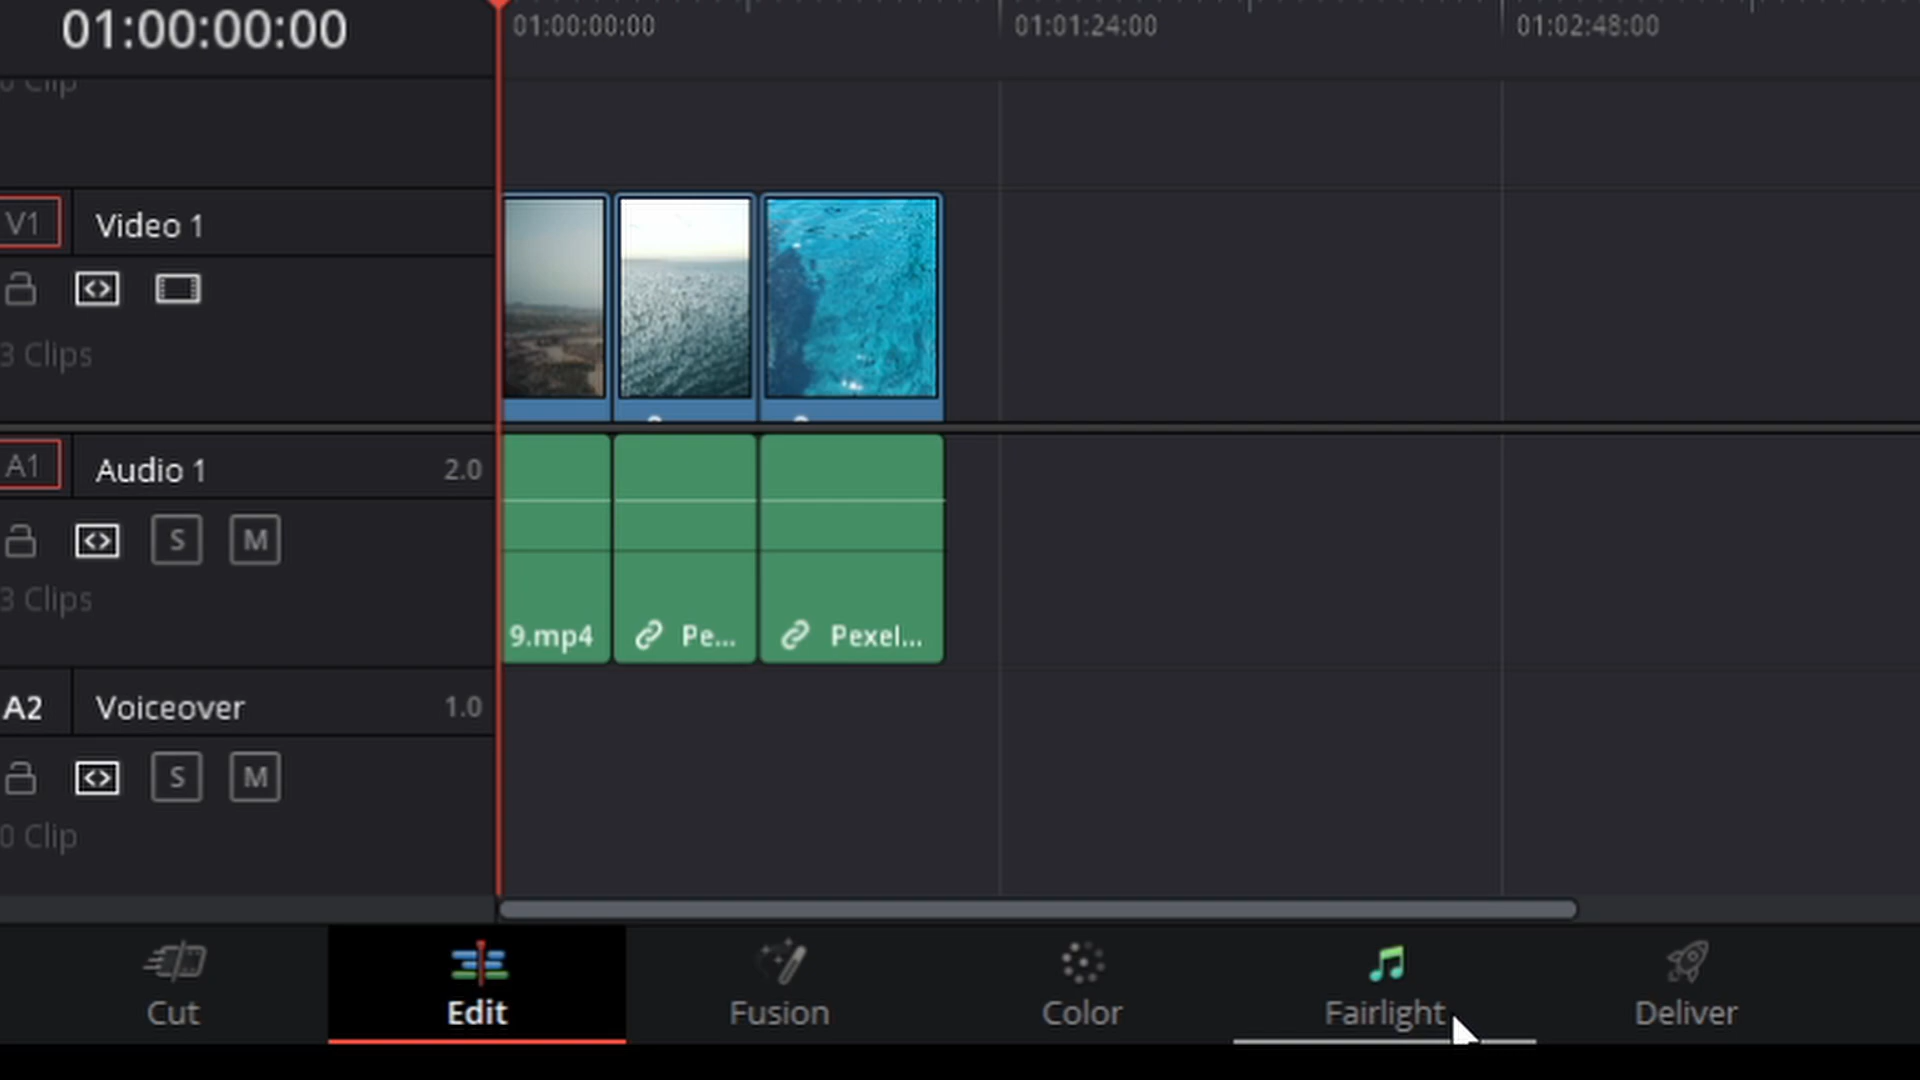 01:00:00:00
01:00:00:00
01:01:24:00
01:02:48:00
0 Clip
V1 Video 1
3 Clips
A1 Audio 1 2.0
S M
3 Clips
9.mp4
Pe...
Pexel...
A2 Voiceover 1.0
S M
0 Clip
Cut
Edit
Fusion
Color
Fairlight
Deliver